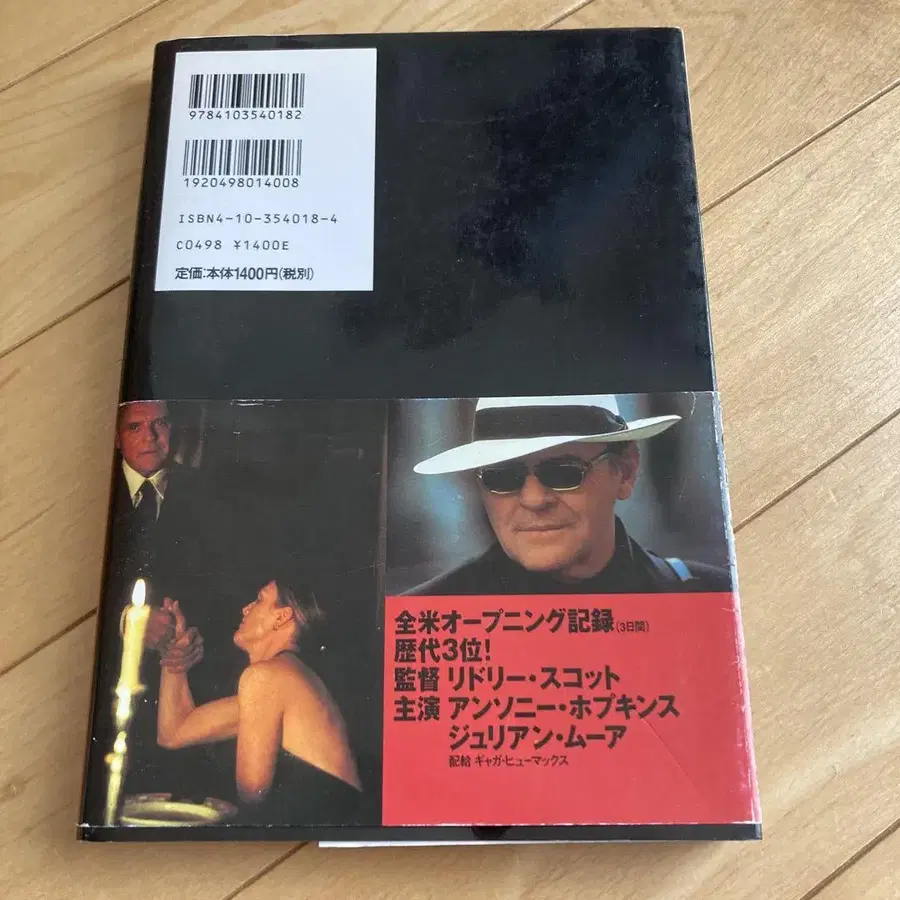 9784103540182
1920498014008
ISBN4-10-354018-4
C0498 ¥1400E
定価:本体1400円(税別)
全米オープニング記録(3日間)
歴代3位!
監督 リドリー・スコット
主演 アンソニー・ホプキンス
ジュリアン・ムーア
配給 ギャガ・ヒューマックス